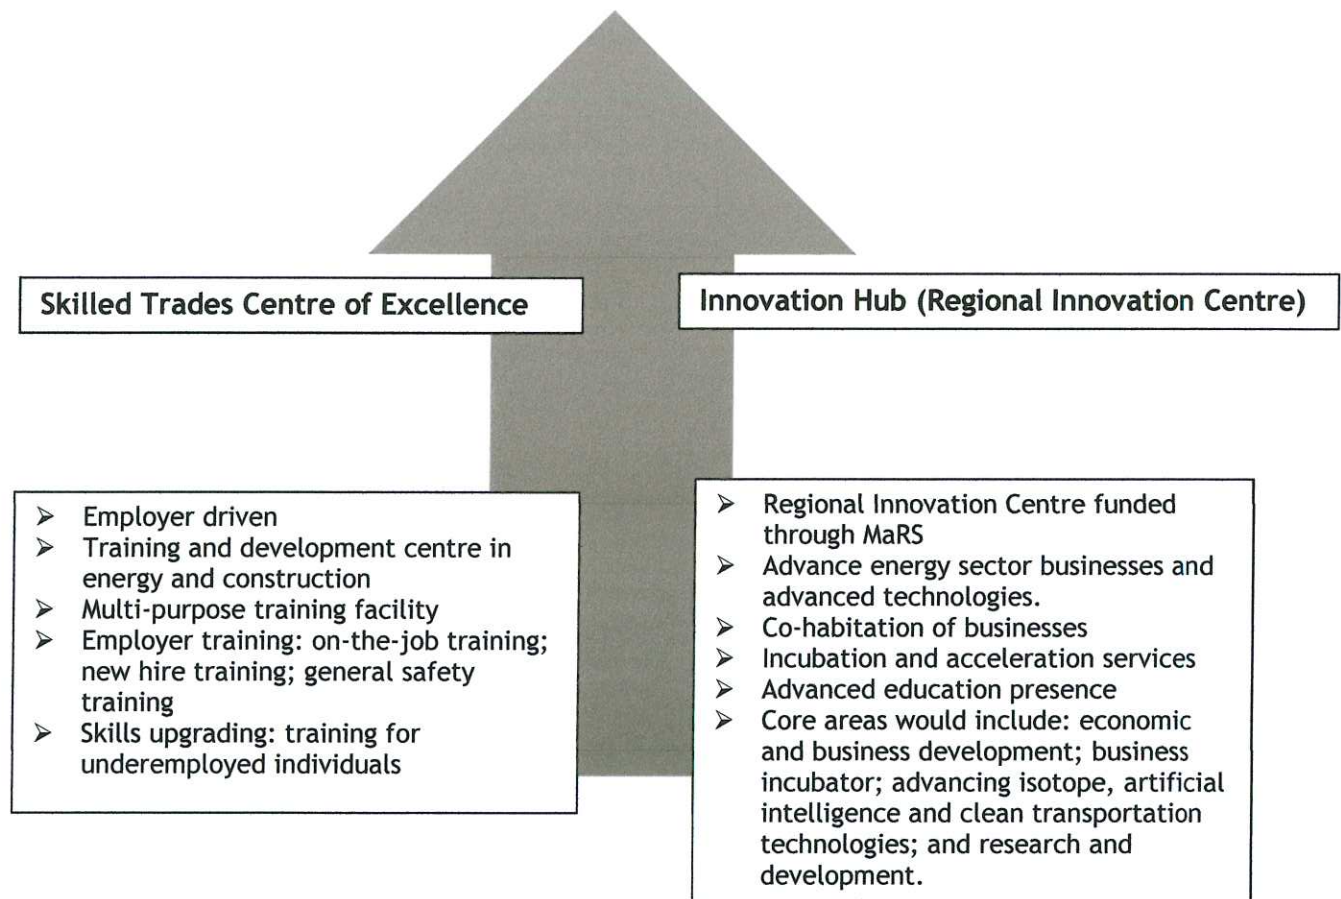 Skilled Trades Centre of Excellence
Innovation Hub (Regional Innovation Centre)
➢ Employer driven
➢ Training and development centre in
energy and construction
➢ Multi-purpose training facility
➢ Employer training: on-the-job training;
new hire training; general safety
training
➢ Skills upgrading: training for
underemployed individuals
➢ Regional Innovation Centre funded
through MaRS
➢ Advance energy sector businesses and
advanced technologies.
➢ Co-habitation of businesses
➢ Incubation and acceleration services
➢ Advanced education presence
➢ Core areas would include: economic
and business development; business
incubator; advancing isotope, artificial
intelligence and clean transportation
technologies; and research and
development.